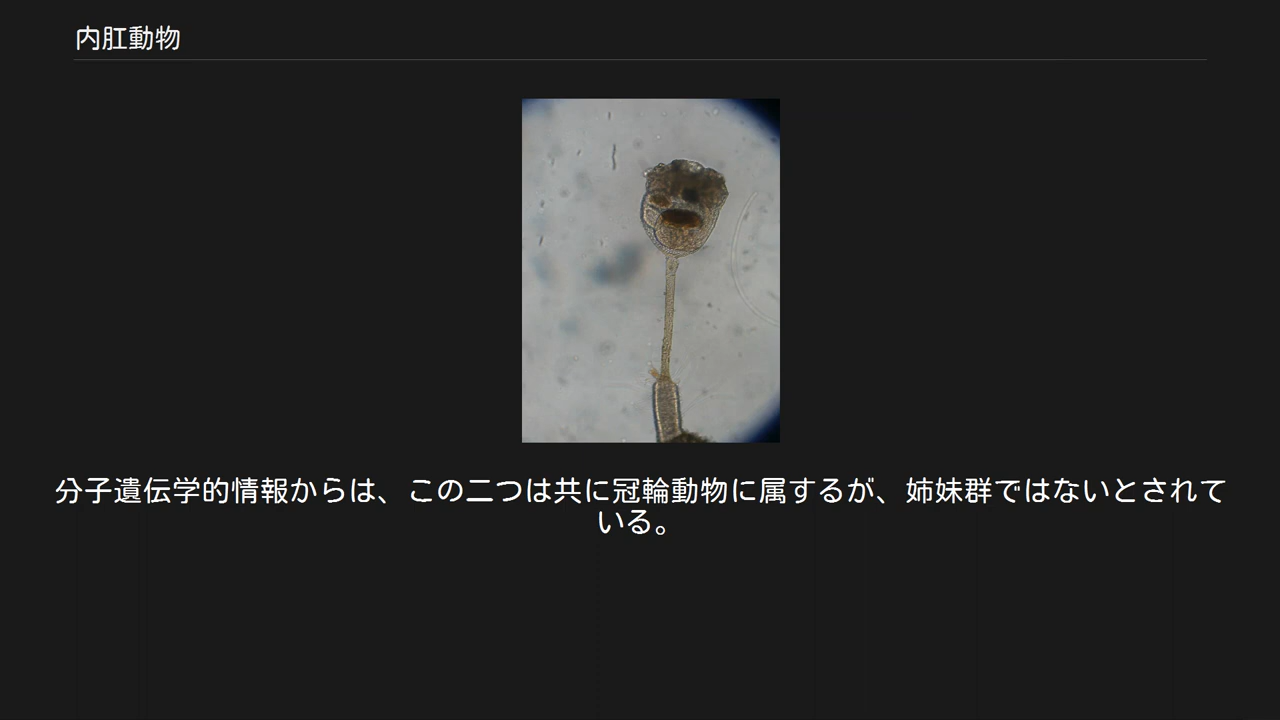 内肛動物
分子遺伝学的情報からは、この二つは共に冠輪動物に属するが、姉妹群ではないとされて
いる。